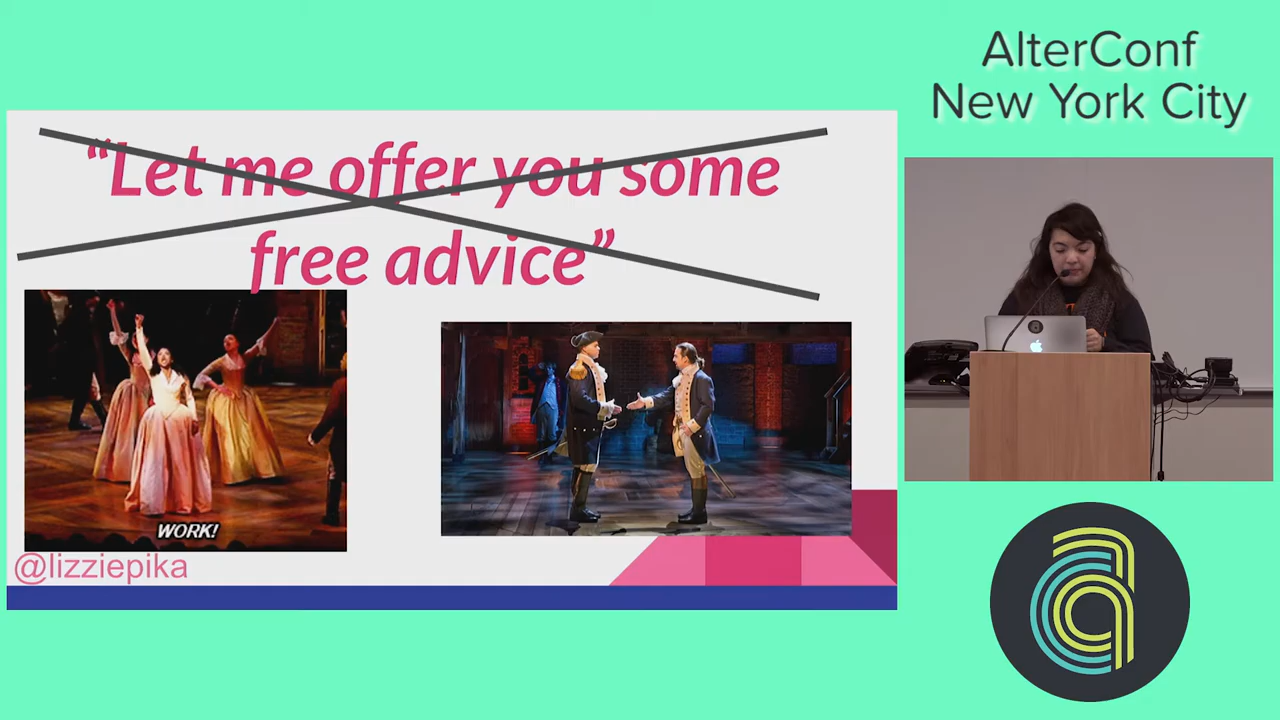 AlterConf
New York City
“Let me offer you some
free advice”
WORK!
@lizziepika